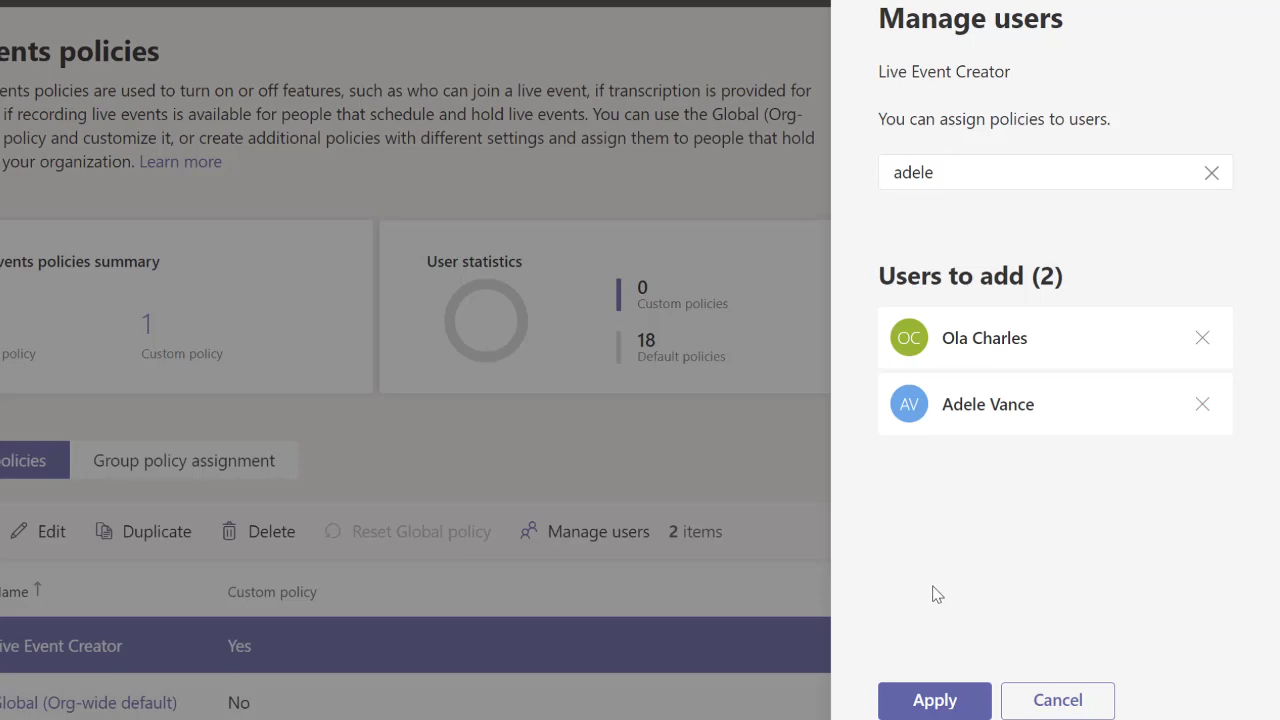 ents policies
ents policies are used to turn on or off features, such as who can join a live event, if transcription is provided for
if recording live events is available for people that schedule and hold live events. You can use the Global (Org-
policy and customize it, or create additional policies with different settings and assign them to people that hold
your organization. Learn more
vents policies summary
1
policy
Custom policy
User statistics
0
Custom policies
18
Default policies
olicies
Group policy assignment
Edit
Duplicate
Delete
Reset Global policy
Manage users
2 items
ame ↑
Custom policy
ive Event Creator
Yes
Global (Org-wide default)
No
Manage users
Live Event Creator
You can assign policies to users.
adele
Users to add (2)
OC
Ola Charles
AV
Adele Vance
Apply
Cancel